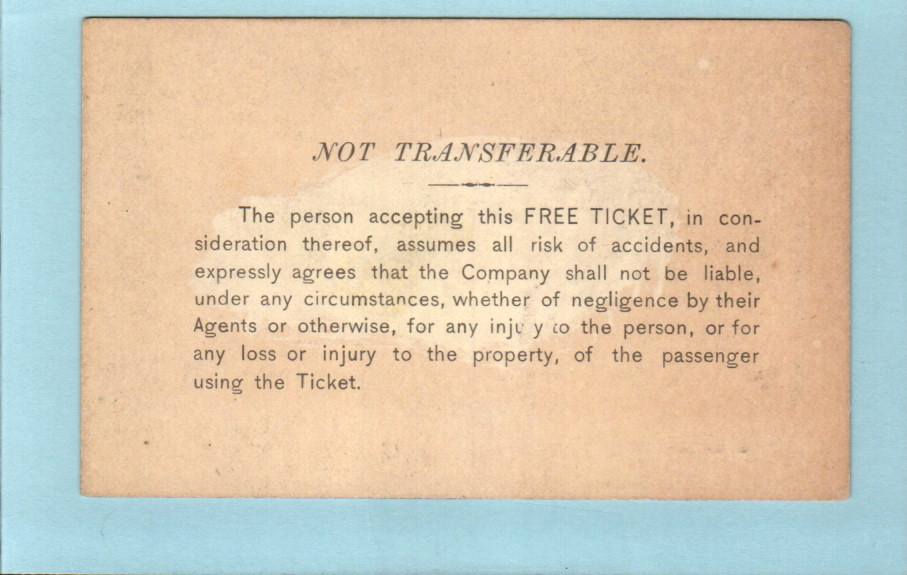 NOT TRANSFERABLE.
The person accepting this FREE TICKET, in con-
sideration thereof, assumes all risk of accidents, and
expressly agrees that the Company shall not be liable,
under any circumstances, whether of negligence by their
Agents or otherwise, for any inju y to the person, or for
any loss or injury to the property, of the passenger
using the Ticket.